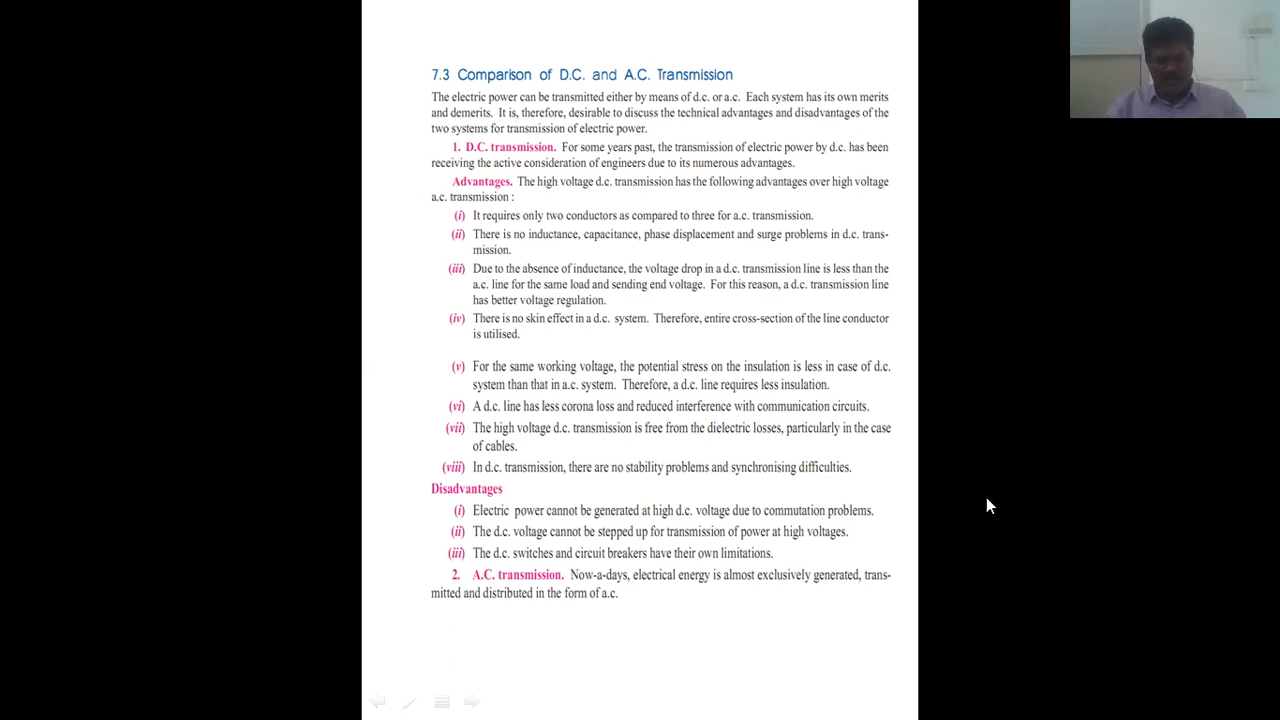 7.3 Comparison of D.C. and A.C. Transmission
The electric power can be transmitted either by means of d.c. or a.c. Each system has its own merits
and demerits. It is, therefore, desirable to discuss the technical advantages and disadvantages of the
two systems for transmission of electric power.
1. D.C. transmission. For some years past, the transmission of electric power by d.c. has been
receiving the active consideration of engineers due to its numerous advantages.
Advantages. The high voltage d.c. transmission has the following advantages over high voltage
a.c. transmission :
(i) It requires only two conductors as compared to three for a.c. transmission.
(ii) There is no inductance, capacitance, phase displacement and surge problems in d.c. trans-
mission.
(iii) Due to the absence of inductance, the voltage drop in a d.c. transmission line is less than the
a.c. line for the same load and sending end voltage. For this reason, a d.c. transmission line
has better voltage regulation.
(iv) There is no skin effect in a d.c. system. Therefore, entire cross-section of the line conductor
is utilised.
(v) For the same working voltage, the potential stress on the insulation is less in case of d.c.
system than that in a.c. system. Therefore, a d.c. line requires less insulation.
(vi) A d.c. line has less corona loss and reduced interference with communication circuits.
(vii) The high voltage d.c. transmission is free from the dielectric losses, particularly in the case
of cables.
(viii) In d.c. transmission, there are no stability problems and synchronising difficulties.
Disadvantages
(i) Electric power cannot be generated at high d.c. voltage due to commutation problems.
(ii) The d.c. voltage cannot be stepped up for transmission of power at high voltages.
(iii) The d.c. switches and circuit breakers have their own limitations.
2. A.C. transmission. Now-a-days, electrical energy is almost exclusively generated, trans-
mitted and distributed in the form of a.c.